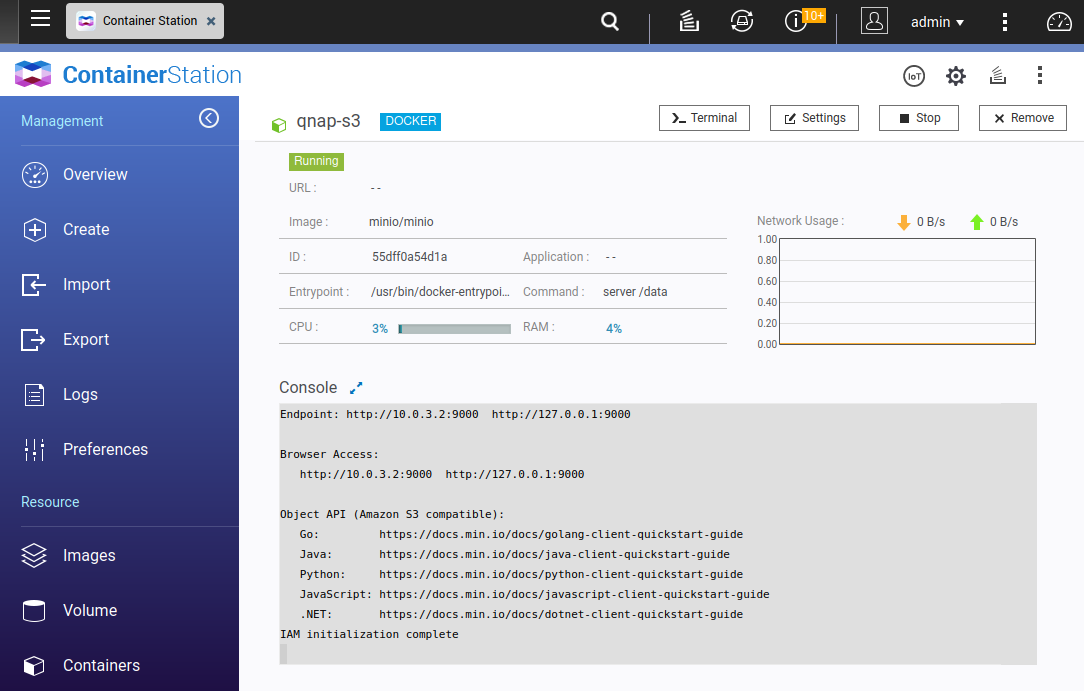 Container Station
10+
admin
ContainerStation
IoT
Management
Overview
Create
Import
Export
Logs
Preferences
Resource
Images
Volume
Containers
qnap-s3 DOCKER
Terminal Settings Stop Remove
Running
URL : - -
Image : minio/minio
ID : 55dff0a54d1a Application : - -
Entrypoint : /usr/bin/docker-entrypoi... Command : server /data
CPU : 3% RAM : 4%
Network Usage : 0 B/s 0 B/s
1.00
0.80
0.60
0.40
0.20
0.00
Console
Endpoint: http://10.0.3.2:9000 http://127.0.0.1:9000
Browser Access:
http://10.0.3.2:9000 http://127.0.0.1:9000
Object API (Amazon S3 compatible):
Go: https://docs.min.io/docs/golang-client-quickstart-guide
Java: https://docs.min.io/docs/java-client-quickstart-guide
Python: https://docs.min.io/docs/python-client-quickstart-guide
JavaScript: https://docs.min.io/docs/javascript-client-quickstart-guide
.NET: https://docs.min.io/docs/dotnet-client-quickstart-guide
IAM initialization complete